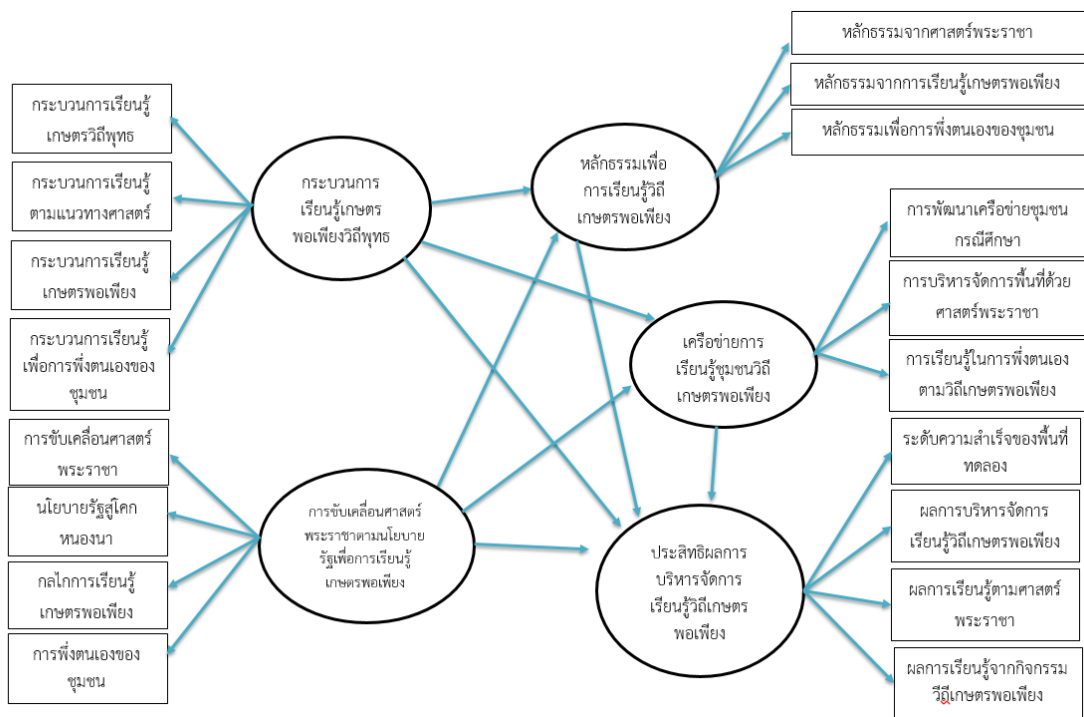 หลักธรรมจากศาสตร์พระราชา
หลักธรรมจากการเรียนรู้เกษตรพอเพียง
หลักธรรมเพื่อการพึ่งตนเองของชุมชน
กระบวนการเรียนรู้
เกษตรวิถีพุทธ
กระบวนการเรียนรู้
ตามแนวทางศาสตร์
กระบวนการเรียนรู้
เกษตรพอเพียง
กระบวนการเรียนรู้
เพื่อการพึ่งตนเองของ
ชุมชน
กระบวนการ
เรียนรู้เกษตร
พอเพียงวิถีพุทธ
หลักธรรมเพื่อ
การเรียนรู้วิถี
เกษตรพอเพียง
การพัฒนาเครือข่ายชุมชน
กรณีศึกษา
การบริหารจัดการพื้นที่ด้วย
ศาสตร์พระราชา
การเรียนรู้ในการพึ่งตนเอง
ตามวิถีเกษตรพอเพียง
เครือข่ายการ
เรียนรู้ชุมชนวิถี
เกษตรพอเพียง
การขับเคลื่อนศาสตร์
พระราชา
นโยบายรัฐสู่โคก
หนองนา
กลไกการเรียนรู้
เกษตรพอเพียง
การพึ่งตนเองของ
ชุมชน
การขับเคลื่อนศาสตร์
พระราชาตามนโยบาย
รัฐเพื่อการเรียนรู้
เกษตรพอเพียง
ประสิทธิผลการ
บริหารจัดการ
เรียนรู้วิถีเกษตร
พอเพียง
ระดับความสำเร็จของพื้นที่
ทดลอง
ผลการบริหารจัดการ
เรียนรู้วิถีเกษตรพอเพียง
ผลการเรียนรู้ตามศาสตร์
พระราชา
ผลการเรียนรู้จากกิจกรรม
วีถีเกษตรพอเพียง